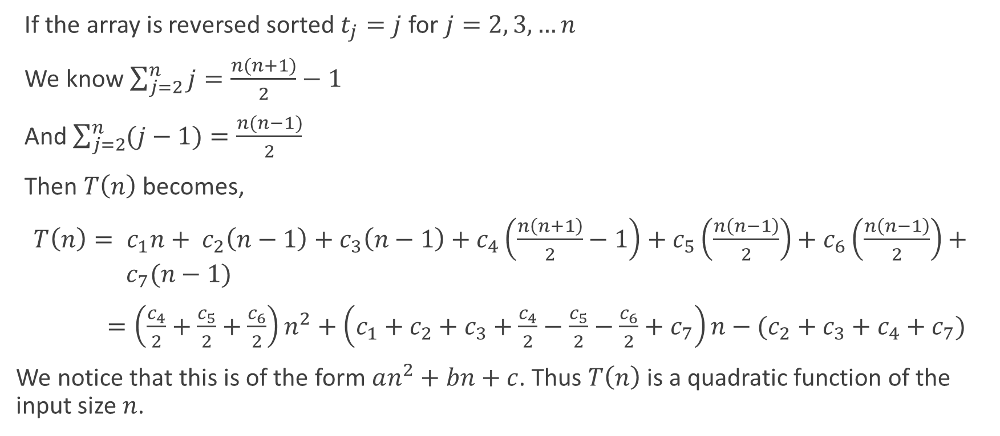 If the array is reversed sorted $t_j = j$ for $j = 2, 3, \ldots n$
We know $\sum_{j=2}^{n} j = \frac{n(n+1)}{2} - 1$
And $\sum_{j=2}^{n} (j - 1) = \frac{n(n-1)}{2}$
Then $T(n)$ becomes,
$T(n) = c_1 n + c_2(n - 1) + c_3(n - 1) + c_4\left(\frac{n(n+1)}{2} - 1\right) + c_5\left(\frac{n(n-1)}{2}\right) + c_6\left(\frac{n(n-1)}{2}\right) +$
$c_7(n - 1)$
$= \left(\frac{c_4}{2} + \frac{c_5}{2} + \frac{c_6}{2}\right) n^2 + \left(c_1 + c_2 + c_3 + \frac{c_4}{2} - \frac{c_5}{2} - \frac{c_6}{2} + c_7\right) n - (c_2 + c_3 + c_4 + c_7)$
We notice that this is of the form $an^2 + bn + c$. Thus $T(n)$ is a quadratic function of the
input size $n$.